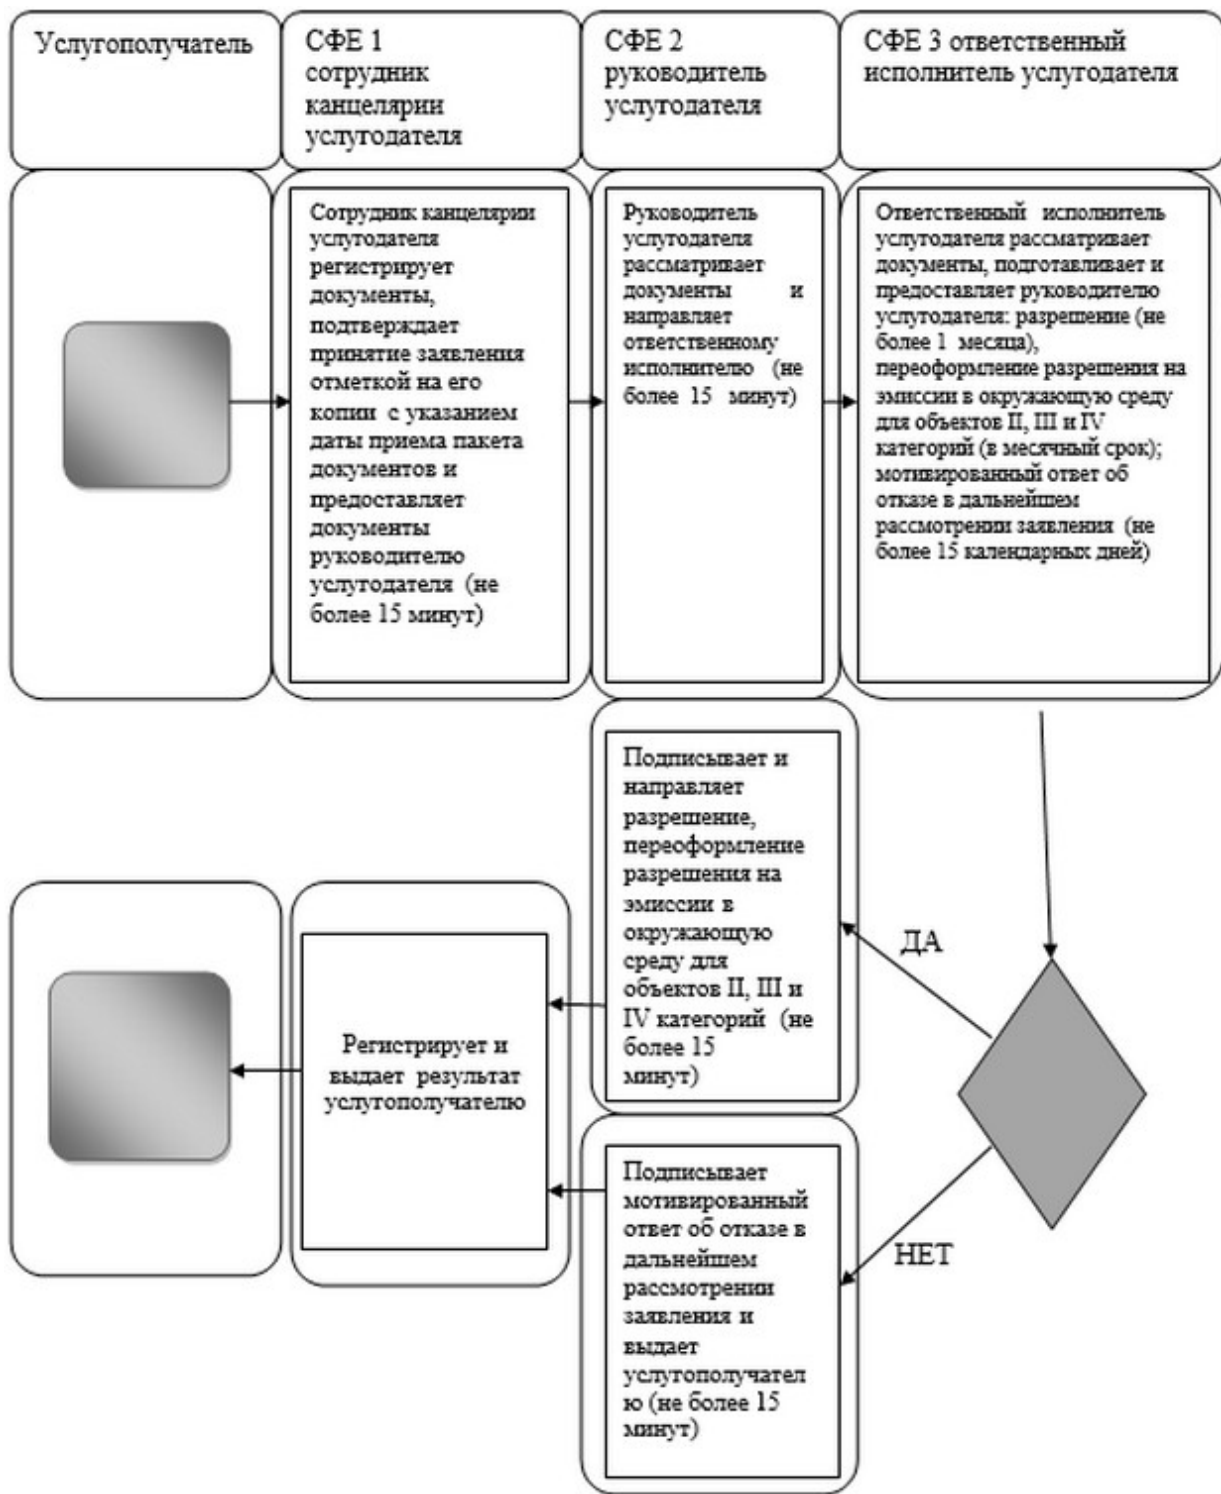 Услугополучатель
СФЕ 1
сотрудник
канцелярии
услугодателя
СФЕ 2
руководитель
услугодателя
СФЕ 3 ответственный
исполнитель услугодателя
Сотрудник канцелярии
услугодателя
регистрирует
документы,
подтверждает
принятие заявления
отметкой на его
копии с указанием
даты приема пакета
документов и
предоставляет
документы
руководителю
услугодателя (не
более 15 минут)
Руководитель
услугодателя
рассматривает
документы и
направляет
ответственному
исполнителю (не
более 15 минут)
Ответственный исполнитель
услугодателя рассматривает
документы, подготавливает и
предоставляет руководителю
услугодателя: разрешение (не
более 1 месяца),
переоформление разрешения на
эмиссии в окружающую среду
для объектов II, III и IV
категорий (в месячный срок);
мотивированный ответ об
отказе в дальнейшем
рассмотрении заявления (не
более 15 календарных дней)
Подписывает и
направляет
разрешение,
переоформление
разрешения на
эмиссии в
окружающую
среду для
объектов II, III и
IV категорий (не
более 15
минут)
ДА
Регистрирует и
выдает результат
услугополучателю
Подписывает
мотивированный
ответ об отказе в
дальнейшем
рассмотрении
заявления и
выдает
услугополучател
ю (не более 15
минут)
НЕТ